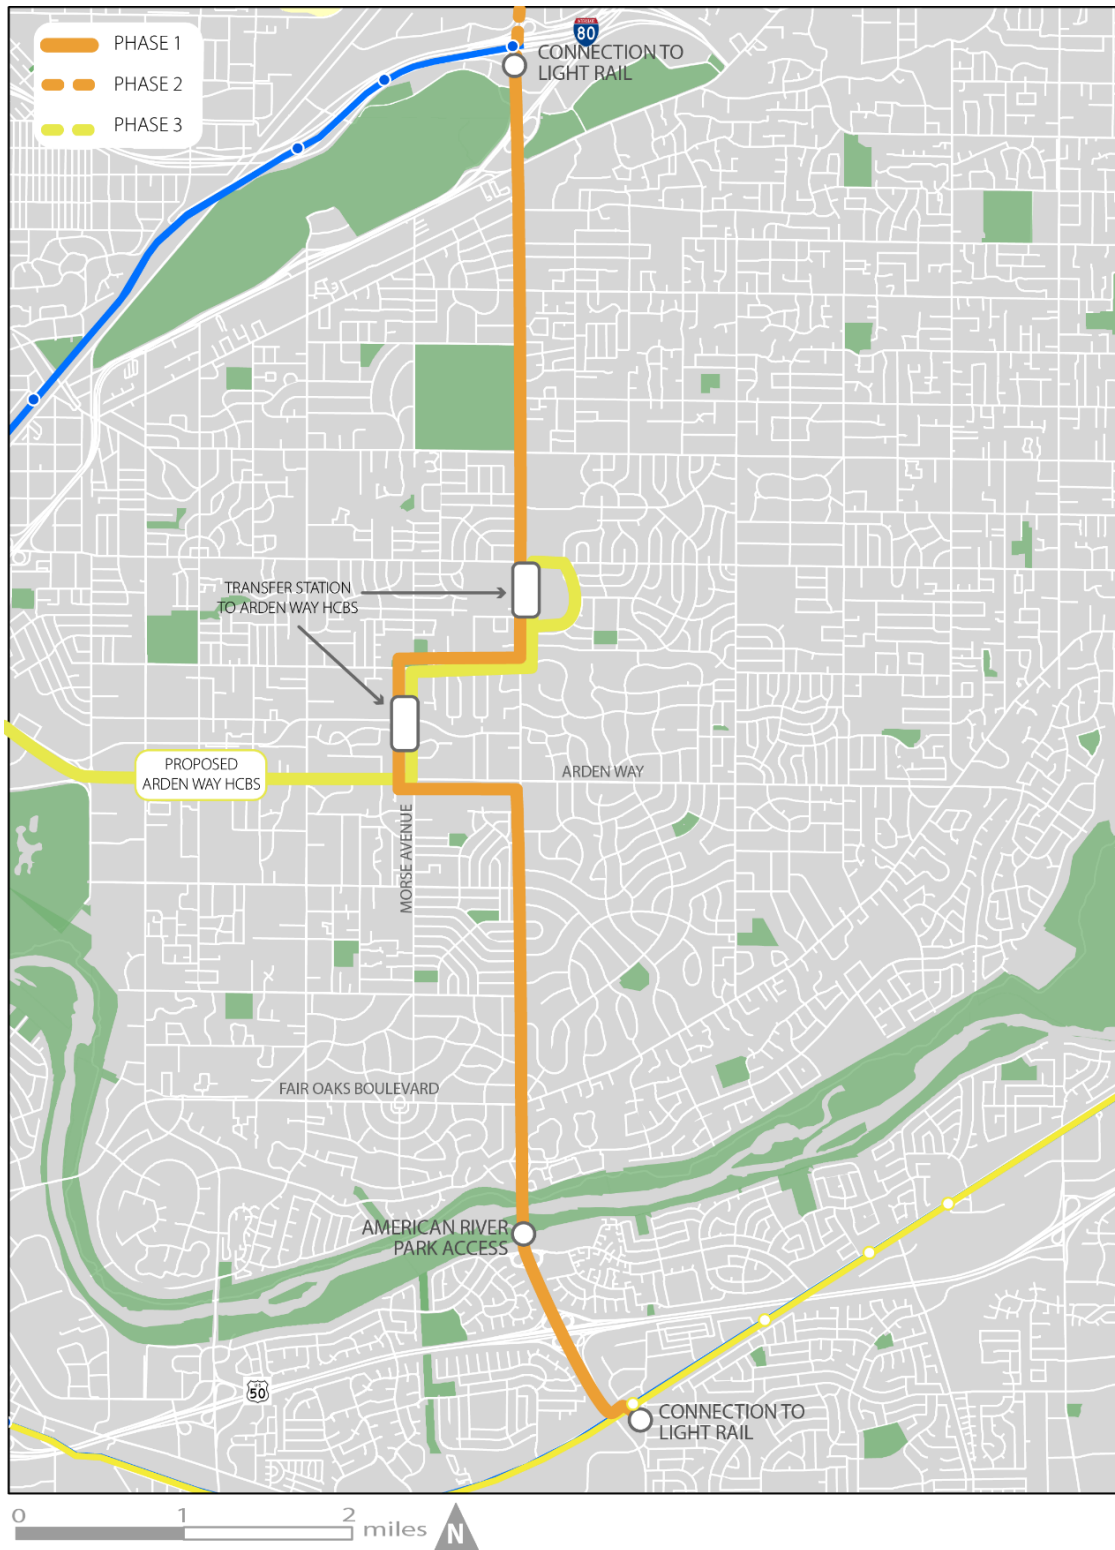 PHASE 1
PHASE 2
PHASE 3
INTERSTATE
80
CONNECTION TO
LIGHT RAIL
TRANSFER STATION
TO ARDEN WAY HCBS
PROPOSED
ARDEN WAY HCBS
ARDEN WAY
MORSE AVENUE
FAIR OAKS BOULEVARD
AMERICAN RIVER
PARK ACCESS
US
50
CONNECTION TO
LIGHT RAIL
0 1 2 miles
N